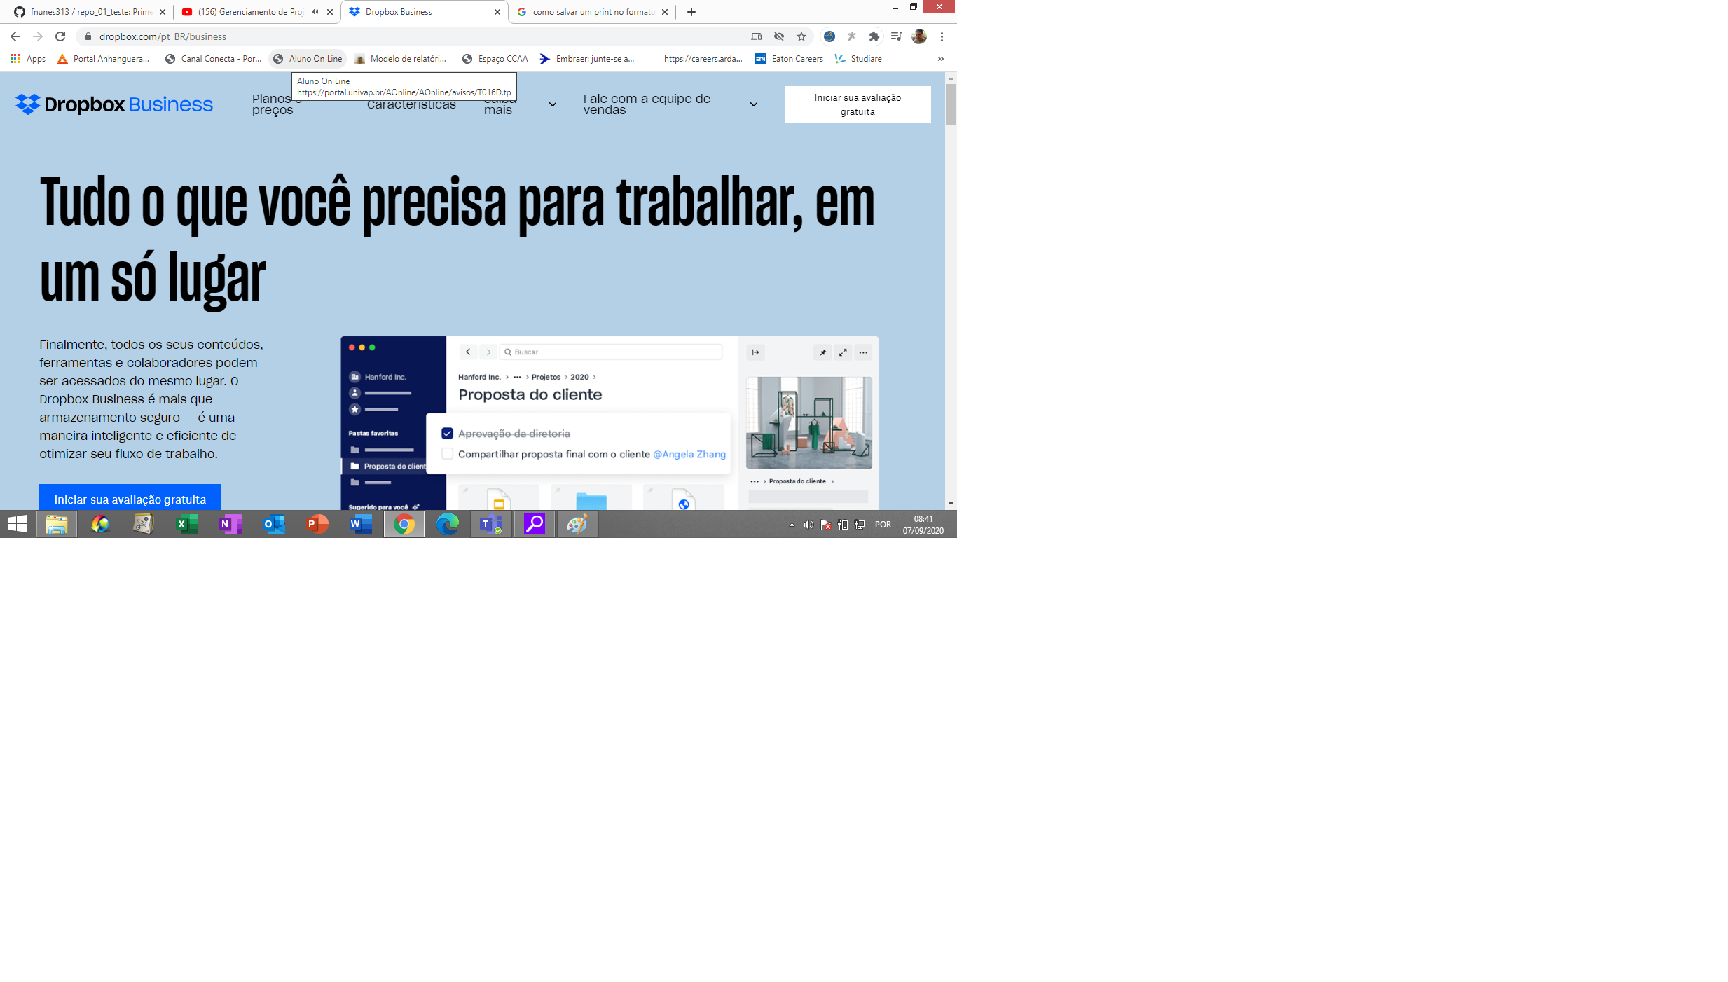 fnunes313 / repo_01_teste: Prime
(156) Gerenciamento de Proj
Dropbox Business
como salvar um print no formato
dropbox.com/pt-BR/business
Apps
Portal Anhanguera...
Canal Conecta - Por...
Aluno On Line
Modelo de relatóri...
Espaço CCAA
Embraer: junte-se a...
https://careers.arda...
Eaton Careers
Studiare
»
Aluno On Line
https://portal.univap.br/AOnline/AOnline/avisos/T016D.tp
Dropbox Business
Planos e
preços
Características
mais
Fale com a equipe de
vendas
Iniciar sua avaliação
gratuita
Tudo o que você precisa para trabalhar, em
um só lugar
Finalmente, todos os seus conteúdos,
ferramentas e colaboradores podem
ser acessados do mesmo lugar. O
Dropbox Business é mais que
armazenamento seguro — é uma
maneira inteligente e eficiente de
otimizar seu fluxo de trabalho.
Iniciar sua avaliação gratuita
Buscar
Hanford Inc.
Hanford Inc. › ••• › Projetos › 2020 ›
Proposta do cliente
Pastas favoritas
Aprovação da diretoria
Compartilhar proposta final com o cliente @Angela Zhang
Proposta do client
Sugerido para você
••• › Proposta do cliente ›
POR
08:41
07/09/2020